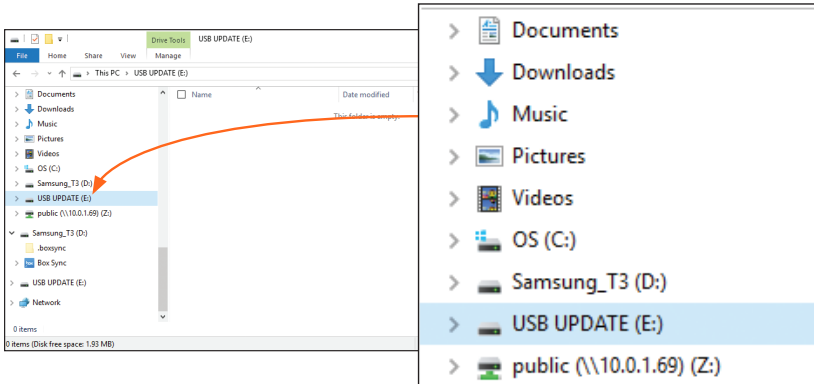 Drive Tools USB UPDATE (E:)
File Home Share View Manage
This PC > USB UPDATE (E:)
Name Date modified
This folder is empty.
Documents
Downloads
Music
Pictures
Videos
OS (C:)
Samsung_T3 (D:)
USB UPDATE (E:)
public (\\10.0.1.69) (Z:)
Samsung_T3 (D:)
.boxsync
Box Sync
USB UPDATE (E:)
Network
0 items
0 items (Disk free space: 1.93 MB)
Documents
Downloads
Music
Pictures
Videos
OS (C:)
Samsung_T3 (D:)
USB UPDATE (E:)
public (\\10.0.1.69) (Z:)